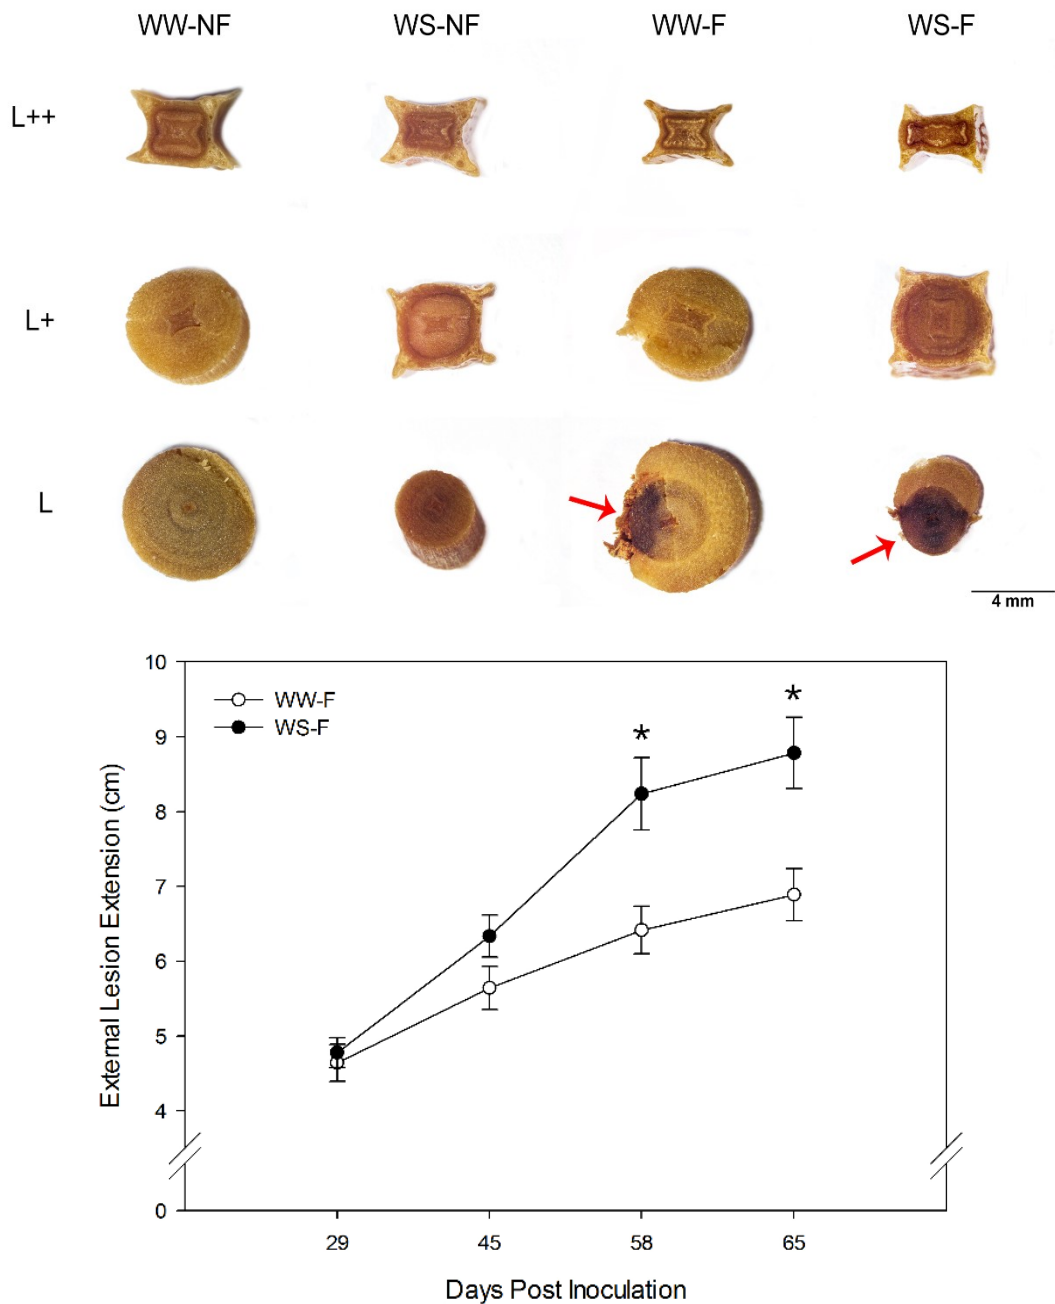 WW-NF WS-NF WW-F WS-F
L++
L+
L
4 mm
10
WW-F
WS-F
9
8
7
6
5
4
0
External Lesion Extension (cm)
* *
29 45 58 65
Days Post Inoculation